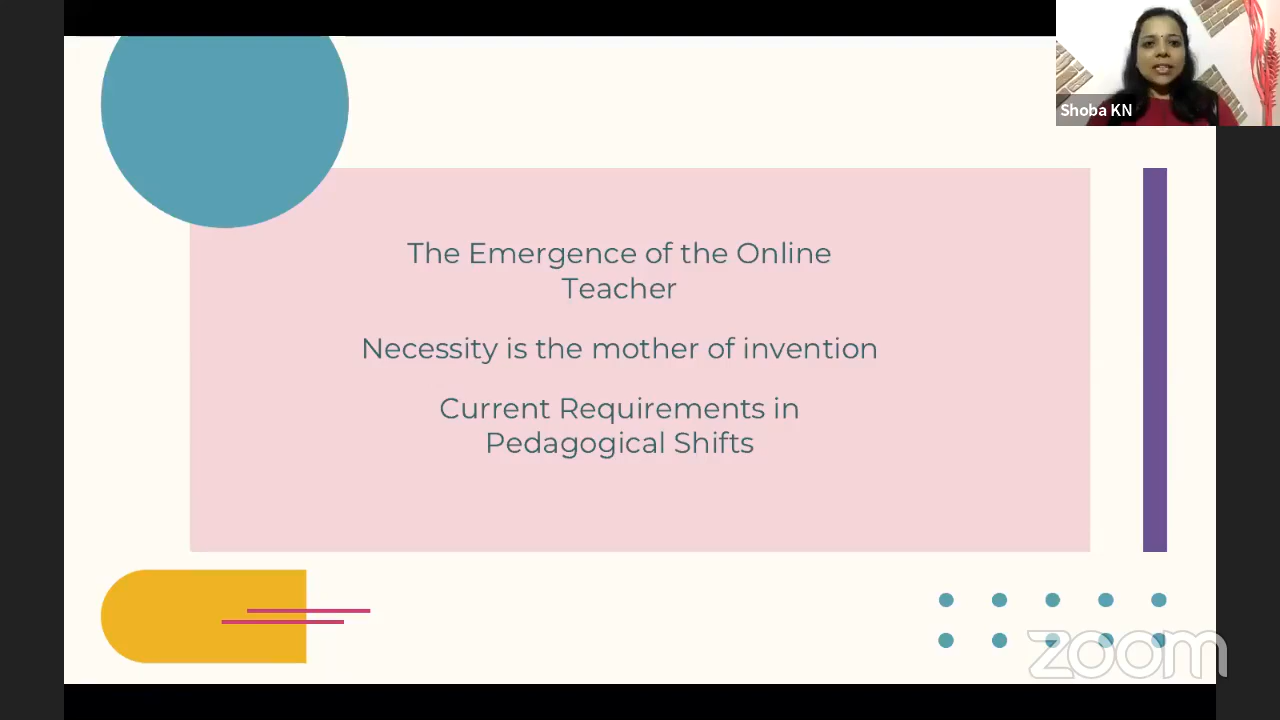 Shoba KN
The Emergence of the Online
Teacher
Necessity is the mother of invention
Current Requirements in
Pedagogical Shifts
zoom